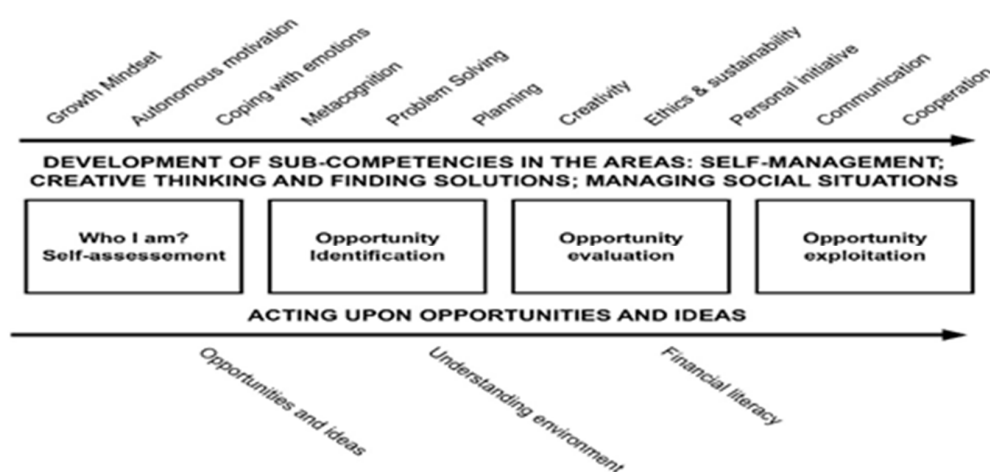 Growth Mindset
Autonomous motivation
Coping with emotions
Metacognition
Problem Solving
Planning
Creativity
Ethics & sustainability
Personal initiative
Communication
Cooperation
DEVELOPMENT OF SUB-COMPETENCIES IN THE AREAS: SELF-MANAGEMENT;
CREATIVE THINKING AND FINDING SOLUTIONS; MANAGING SOCIAL SITUATIONS
Who I am?
Self-assessement
Opportunity
Identification
Opportunity
evaluation
Opportunity
exploitation
ACTING UPON OPPORTUNITIES AND IDEAS
Opportunities and ideas
Understanding environment
Financial literacy